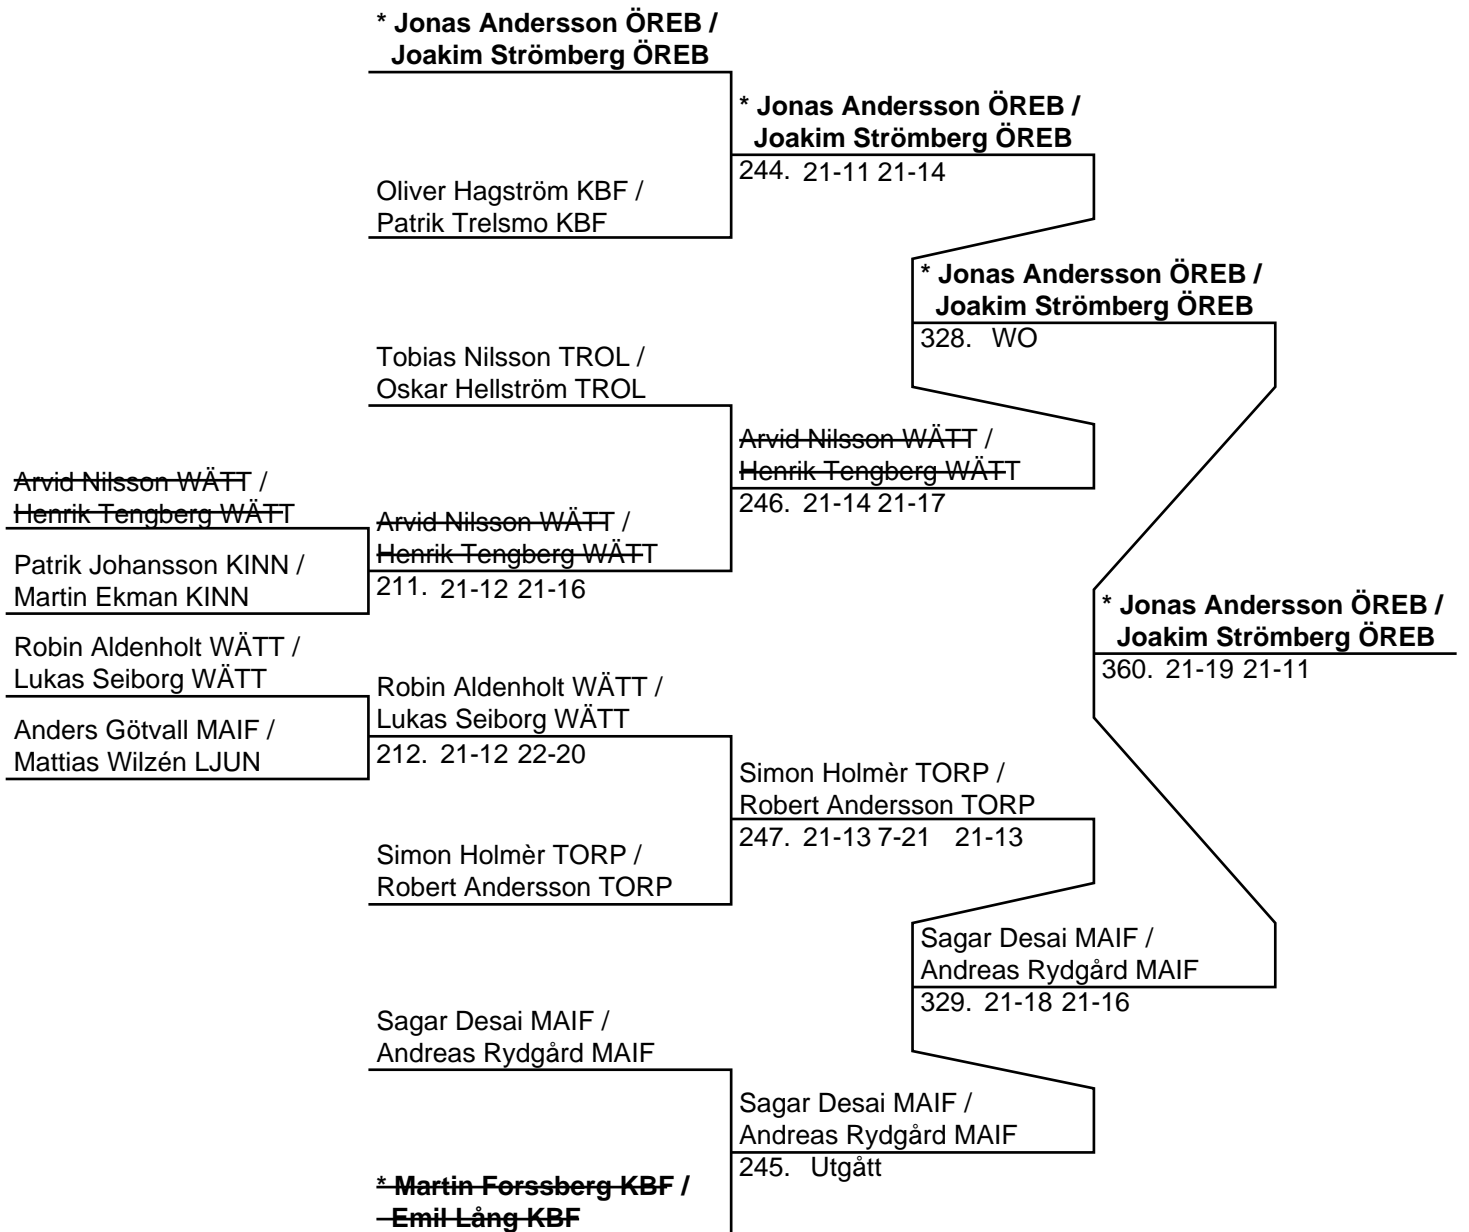 * Jonas Andersson ÖREB /
Joakim Strömberg ÖREB
* Jonas Andersson ÖREB /
Joakim Strömberg ÖREB
244. 21-11 21-14
Oliver Hagström KBF /
Patrik Trelsmo KBF
* Jonas Andersson ÖREB /
Joakim Strömberg ÖREB
328. WO
Tobias Nilsson TROL /
Oskar Hellström TROL
Arvid Nilsson WÄTT /
Henrik Tengberg WÄTT
246. 21-14 21-17
Arvid Nilsson WÄTT /
Henrik Tengberg WÄTT
Arvid Nilsson WÄTT /
Henrik Tengberg WÄTT
211. 21-12 21-16
Patrik Johansson KINN /
Martin Ekman KINN
* Jonas Andersson ÖREB /
Joakim Strömberg ÖREB
360. 21-19 21-11
Robin Aldenholt WÄTT /
Lukas Seiborg WÄTT
Robin Aldenholt WÄTT /
Lukas Seiborg WÄTT
212. 21-12 22-20
Anders Götvall MAIF /
Mattias Wilzén LJUN
Simon Holmèr TORP /
Robert Andersson TORP
247. 21-13 7-21 21-13
Simon Holmèr TORP /
Robert Andersson TORP
Sagar Desai MAIF /
Andreas Rydgård MAIF
329. 21-18 21-16
Sagar Desai MAIF /
Andreas Rydgård MAIF
Sagar Desai MAIF /
Andreas Rydgård MAIF
245. Utgått
* Martin Forssberg KBF /
Emil Lång KBF